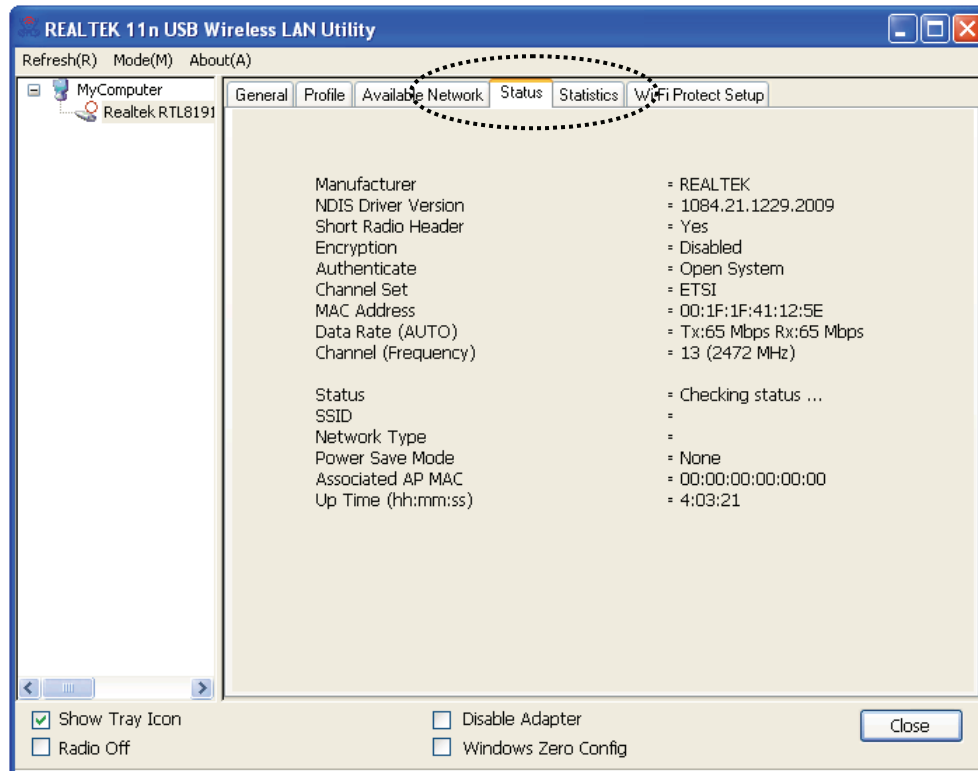 REALTEK 11n USB Wireless LAN Utility
Refresh(R) Mode(M) About(A)
MyComputer
Realtek RTL8191
General Profile Available Network Status Statistics Wi-Fi Protect Setup
Manufacturer = REALTEK
NDIS Driver Version = 1084.21.1229.2009
Short Radio Header = Yes
Encryption = Disabled
Authenticate = Open System
Channel Set = ETSI
MAC Address = 00:1F:1F:41:12:5E
Data Rate (AUTO) = Tx:65 Mbps Rx:65 Mbps
Channel (Frequency) = 13 (2472 MHz)
Status = Checking status ...
SSID =
Network Type =
Power Save Mode = None
Associated AP MAC = 00:00:00:00:00:00
Up Time (hh:mm:ss) = 4:03:21
Show Tray Icon Disable Adapter Close
Radio Off Windows Zero Config